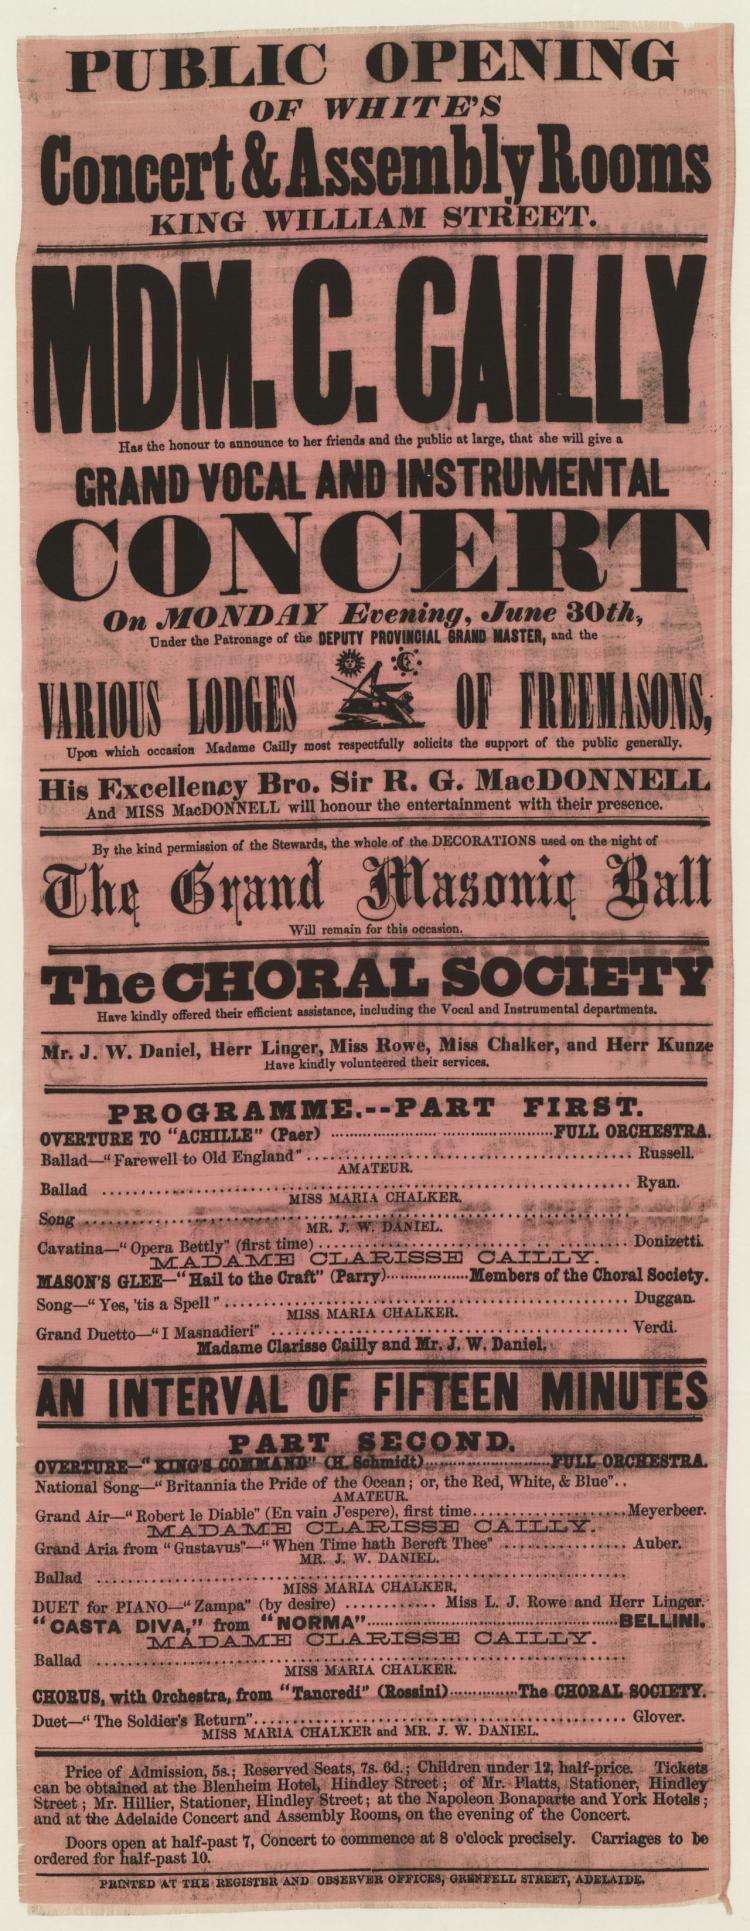 PUBLIC OPENING
OF WHITE'S
Concert & Assembly Rooms
KING WILLIAM STREET.
MDM. C. CAILLY
Has the honour to announce to her friends and the public at large, that she will give a
GRAND VOCAL AND INSTRUMENTAL
CONCERT
On MONDAY Evening, June 30th,
Under the Patronage of the DEPUTY PROVINCIAL GRAND MASTER, and the
VARIOUS LODGES OF FREEMASONS,
Upon which occasion Madame Cailly most respectfully solicits the support of the public generally.
His Excellency Bro. Sir R. G. MacDONNELL
And MISS MacDONNELL will honour the entertainment with their presence.
By the kind permission of the Stewards, the whole of the DECORATIONS used on the night of
The Grand Masonic Ball
Will remain for this occasion.
The CHORAL SOCIETY
Have kindly offered their efficient assistance, including the Vocal and Instrumental departments.
Mr. J. W. Daniel, Herr Linger, Miss Rowe, Miss Chalker, and Herr Kunze
Have kindly volunteered their services.
PROGRAMME.--PART FIRST.
OVERTURE TO "ACHILLE" (Paer) ........ FULL ORCHESTRA.
Ballad—"Farewell to Old England" ........ Russell.
AMATEUR.
Ballad ........ Ryan.
MISS MARIA CHALKER.
Song ........
MR. J. W. DANIEL.
Cavatina—"Opera Bettly" (first time) ........ Donizetti.
MADAME CLARISSE CAILLY.
MASON'S GLEE—"Hail to the Craft" (Parry) ........ Members of the Choral Society.
Song—"Yes, 'tis a Spell" ........ Duggan.
MISS MARIA CHALKER.
Grand Duetto—"I Masnadieri" ........ Verdi.
Madame Clarisse Cailly and Mr. J. W. Daniel.
AN INTERVAL OF FIFTEEN MINUTES
PART SECOND.
OVERTURE—"KING'S COMMAND" (H. Schmidt) ........ FULL ORCHESTRA.
National Song—"Britannia the Pride of the Ocean; or, the Red, White, & Blue"..
AMATEUR.
Grand Air—"Robert le Diable" (En vain J'espere), first time ........ Meyerbeer.
MADAME CLARISSE CAILLY.
Grand Aria from "Gustavus"—"When Time hath Bereft Thee" ........ Auber.
MR. J. W. DANIEL.
Ballad ........
MISS MARIA CHALKER,
DUET for PIANO—"Zampa" (by desire) ........ Miss L. J. Rowe and Herr Linger.
"CASTA DIVA," from "NORMA" ........ BELLINI.
MADAME CLARISSE CAILLY.
Ballad ........
MISS MARIA CHALKER.
CHORUS, with Orchestra, from "Tancredi" (Rossini) ........ The CHORAL SOCIETY.
Duet—"The Soldier's Return" ........ Glover.
MISS MARIA CHALKER and MR. J. W. DANIEL.
Price of Admission, 5s.; Reserved Seats, 7s. 6d.; Children under 12, half-price. Tickets
can be obtained at the Blenheim Hotel, Hindley Street; of Mr. Platts, Stationer, Hindley
Street; Mr. Hillier, Stationer, Hindley Street; at the Napoleon Bonaparte and York Hotels;
and at the Adelaide Concert and Assembly Rooms, on the evening of the Concert.
Doors open at half-past 7, Concert to commence at 8 o'clock precisely. Carriages to be
ordered for half-past 10.
PRINTED AT THE REGISTER AND OBSERVER OFFICES, GRENFELL STREET, ADELAIDE.